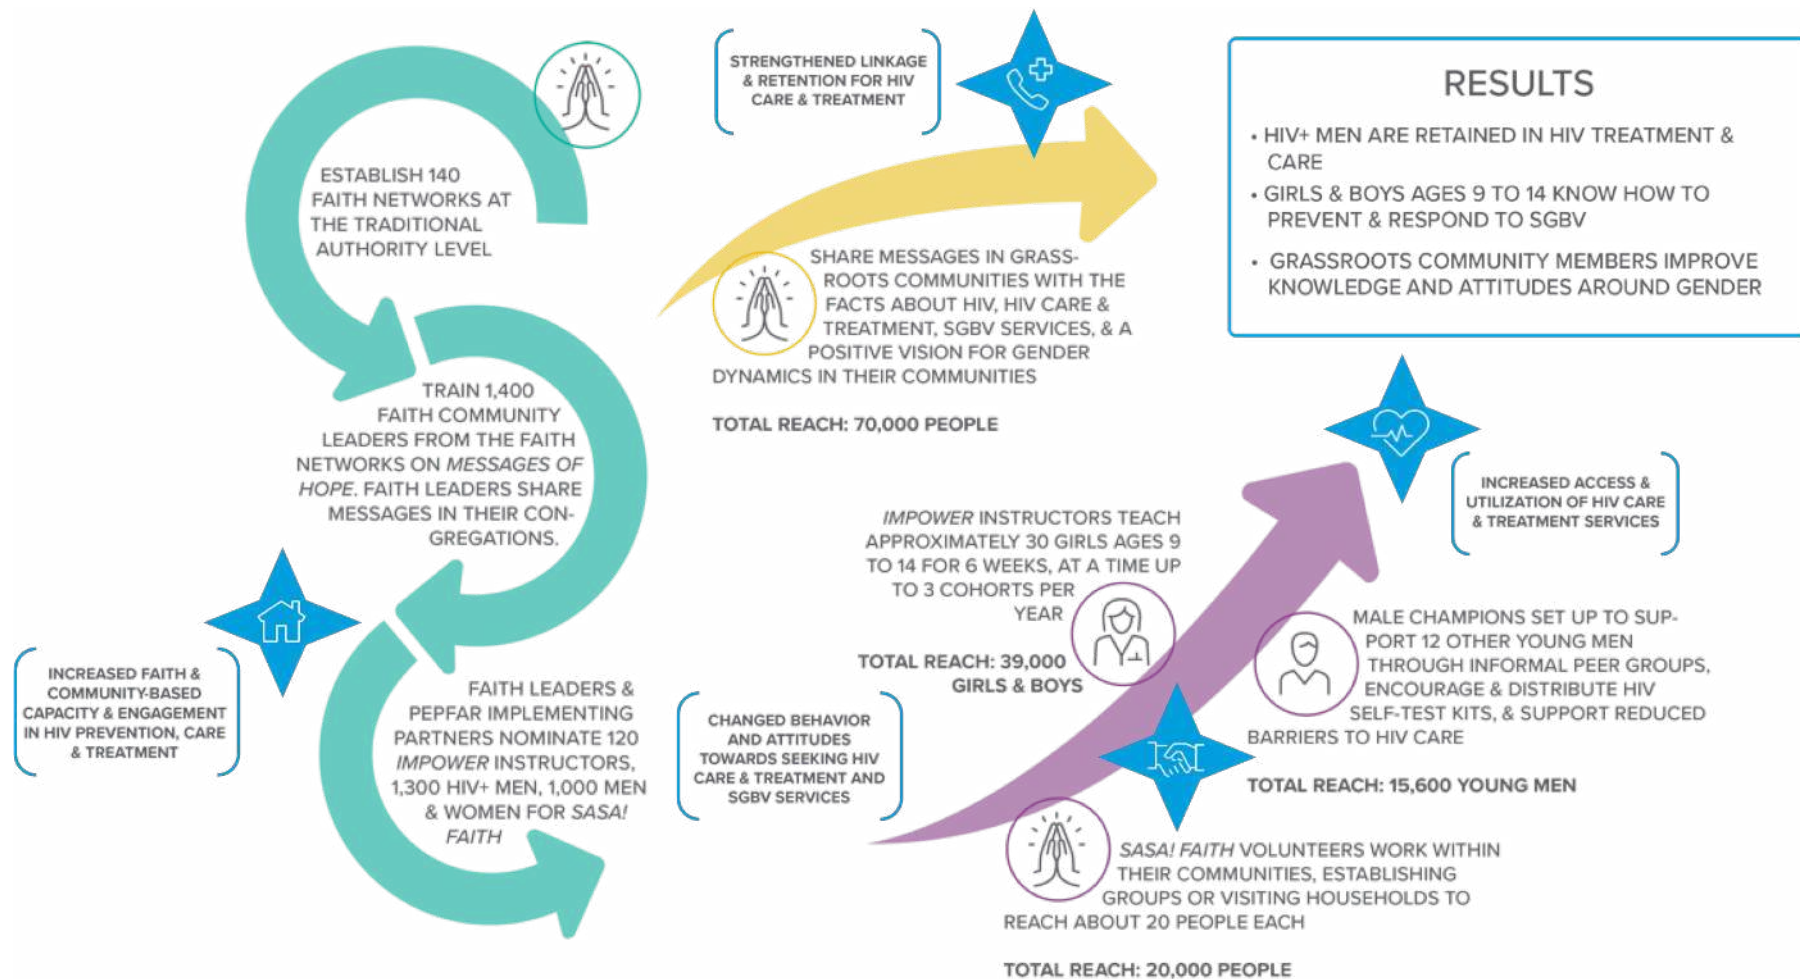 ESTABLISH 140
FAITH NETWORKS AT
THE TRADITIONAL
AUTHORITY LEVEL
TRAIN 1,400
FAITH COMMUNITY
LEADERS FROM THE FAITH
NETWORKS ON MESSAGES OF
HOPE. FAITH LEADERS SHARE
MESSAGES IN THEIR CON-
GREGATIONS.
INCREASED FAITH &
COMMUNITY-BASED
CAPACITY & ENGAGEMENT
IN HIV PREVENTION, CARE
& TREATMENT
FAITH LEADERS &
PEPFAR IMPLEMENTING
PARTNERS NOMINATE 120
IMPOWER INSTRUCTORS,
1,300 HIV+ MEN, 1,000 MEN
& WOMEN FOR SASA!
FAITH
STRENGTHENED LINKAGE
& RETENTION FOR HIV
CARE & TREATMENT
SHARE MESSAGES IN GRASS-
ROOTS COMMUNITIES WITH THE
FACTS ABOUT HIV, HIV CARE &
TREATMENT, SGBV SERVICES, & A
POSITIVE VISION FOR GENDER
DYNAMICS IN THEIR COMMUNITIES
TOTAL REACH: 70,000 PEOPLE
CHANGED BEHAVIOR
AND ATTITUDES
TOWARDS SEEKING HIV
CARE & TREATMENT AND
SGBV SERVICES
IMPOWER INSTRUCTORS TEACH
APPROXIMATELY 30 GIRLS AGES 9
TO 14 FOR 6 WEEKS, AT A TIME UP
TO 3 COHORTS PER
YEAR
TOTAL REACH: 39,000
GIRLS & BOYS
MALE CHAMPIONS SET UP TO SUP-
PORT 12 OTHER YOUNG MEN
THROUGH INFORMAL PEER GROUPS,
ENCOURAGE & DISTRIBUTE HIV
SELF-TEST KITS, & SUPPORT REDUCED
BARRIERS TO HIV CARE
TOTAL REACH: 15,600 YOUNG MEN
SASA! FAITH VOLUNTEERS WORK WITHIN
THEIR COMMUNITIES, ESTABLISHING
GROUPS OR VISITING HOUSEHOLDS TO
REACH ABOUT 20 PEOPLE EACH
TOTAL REACH: 20,000 PEOPLE
INCREASED ACCESS &
UTILIZATION OF HIV CARE
& TREATMENT SERVICES
RESULTS
• HIV+ MEN ARE RETAINED IN HIV TREATMENT &
CARE
• GIRLS & BOYS AGES 9 TO 14 KNOW HOW TO
PREVENT & RESPOND TO SGBV
• GRASSROOTS COMMUNITY MEMBERS IMPROVE
KNOWLEDGE AND ATTITUDES AROUND GENDER